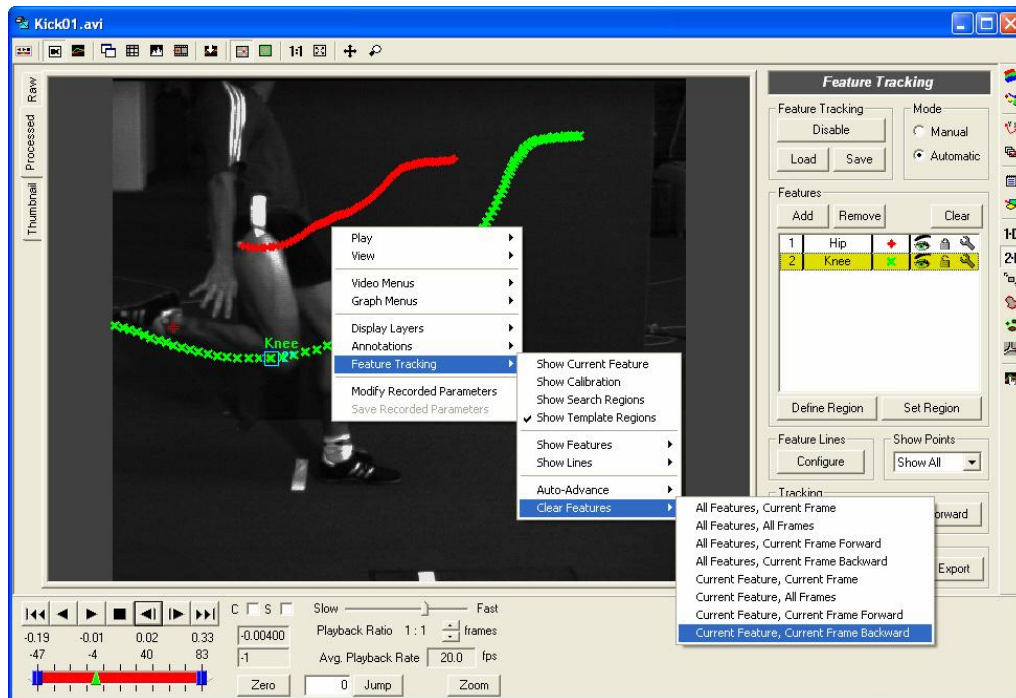 Kick01.avi
1:1
Raw
Processed
Thumbnail
Knee
Play
View
Video Menus
Graph Menus
Display Layers
Annotations
Feature Tracking
Modify Recorded Parameters
Save Recorded Parameters
Show Current Feature
Show Calibration
Show Search Regions
Show Template Regions
Show Features
Show Lines
Auto-Advance
Clear Features
All Features, Current Frame
All Features, All Frames
All Features, Current Frame Forward
All Features, Current Frame Backward
Current Feature, Current Frame
Current Feature, All Frames
Current Feature, Current Frame Forward
Current Feature, Current Frame Backward
Feature Tracking
Feature Tracking
Disable
Load Save
Mode
Manual
Automatic
Features
Add Remove Clear
1 Hip
2 Knee
Define Region Set Region
Feature Lines
Configure
Show Points
Show All
Tracking
orward
Export
1-D
2-D
C S Slow Fast
-0.19 -0.01 0.02 0.33
-0.00400 Playback Ratio 1 : 1 frames
-47 -4 40 83
-1 Avg. Playback Rate 20.0 fps
Zero 0 Jump Zoom